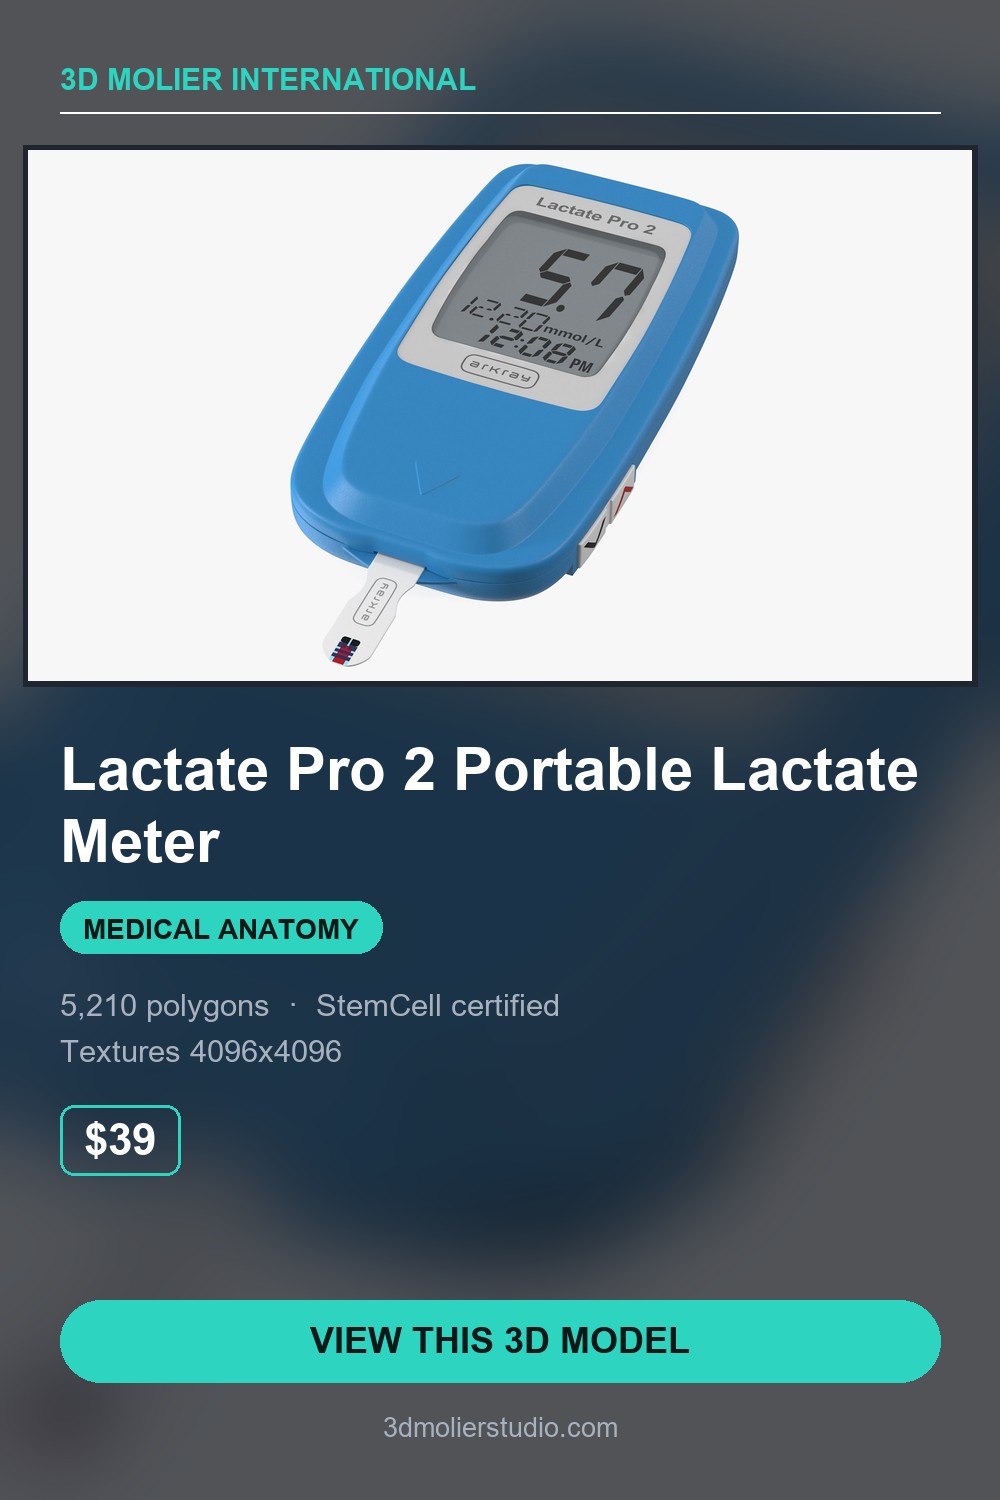 3D MOLIER INTERNATIONAL
Lactate Pro 2
5.7
12.20 mmol/L
12:08 PM
arkray
arkray
Lactate Pro 2 Portable Lactate
Meter
MEDICAL ANATOMY
5,210 polygons · StemCell certified
Textures 4096x4096
$39
VIEW THIS 3D MODEL
3dmolierstudio.com